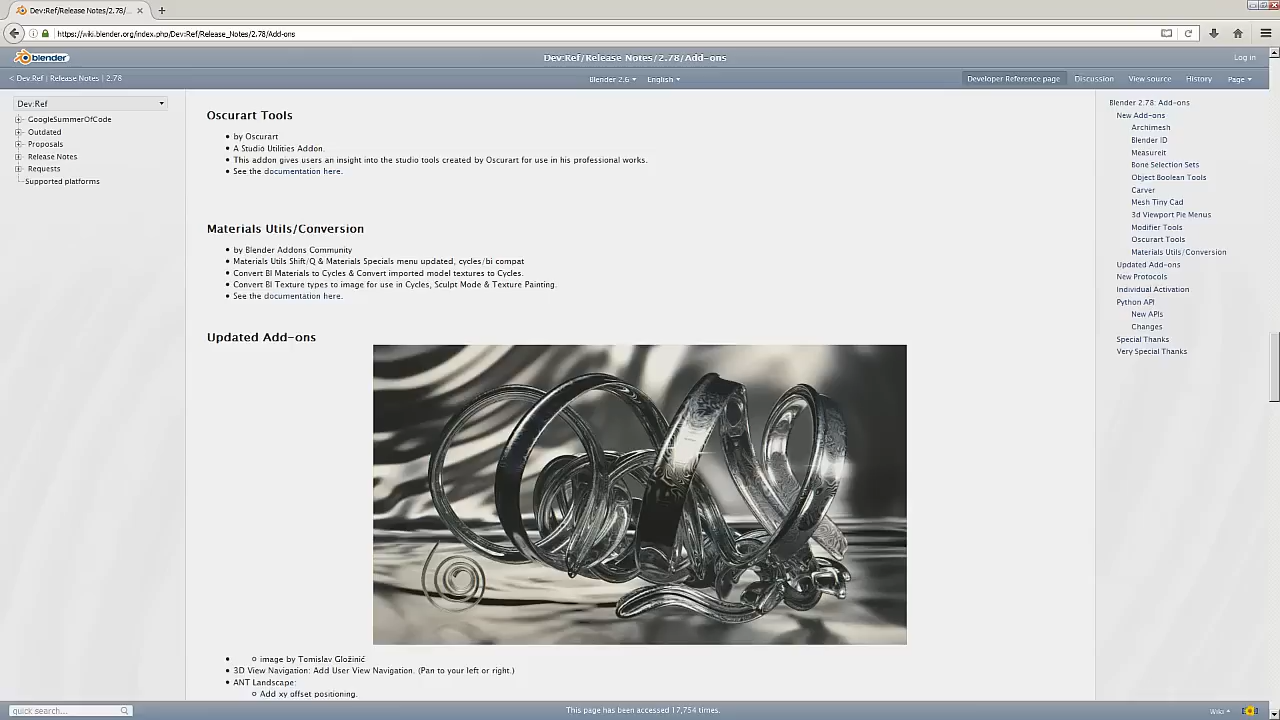 Dev:Ref/Release Notes/2.78/...
https://wiki.blender.org/index.php/Dev:Ref/Release_Notes/2.78/Add-ons
blender
Dev:Ref/Release Notes/2.78/Add-ons
Log in
< Dev:Ref | Release Notes | 2.78
Blender 2.6
English
Developer Reference page
Discussion
View source
History
Page
Dev:Ref
GoogleSummerOfCode
Outdated
Proposals
Release Notes
Requests
Supported platforms
Oscurart Tools
by Oscurart
A Studio Utilities Addon.
This addon gives users an insight into the studio tools created by Oscurart for use in his professional works.
See the documentation here.
Materials Utils/Conversion
by Blender Addons Community
Materials Utils Shift/Q & Materials Specials menu updated, cycles/bi compat
Convert BI Materials to Cycles & Convert imported model textures to Cycles.
Convert BI Texture types to image for use in Cycles, Sculpt Mode & Texture Painting.
See the documentation here.
Updated Add-ons
image by Tomislav Gložinić
3D View Navigation: Add User View Navigation. (Pan to your left or right.)
ANT Landscape:
Add xy offset positioning.
Blender 2.78: Add-ons
New Add-ons
Archimesh
Blender ID
MeasureIt
Bone Selection Sets
Object Boolean Tools
Carver
Mesh Tiny Cad
3d Viewport Pie Menus
Modifier Tools
Oscurart Tools
Materials Utils/Conversion
Updated Add-ons
New Protocols
Individual Activation
Python API
New APIs
Changes
Special Thanks
Very Special Thanks
quick search...
This page has been accessed 17,754 times.
Wiki